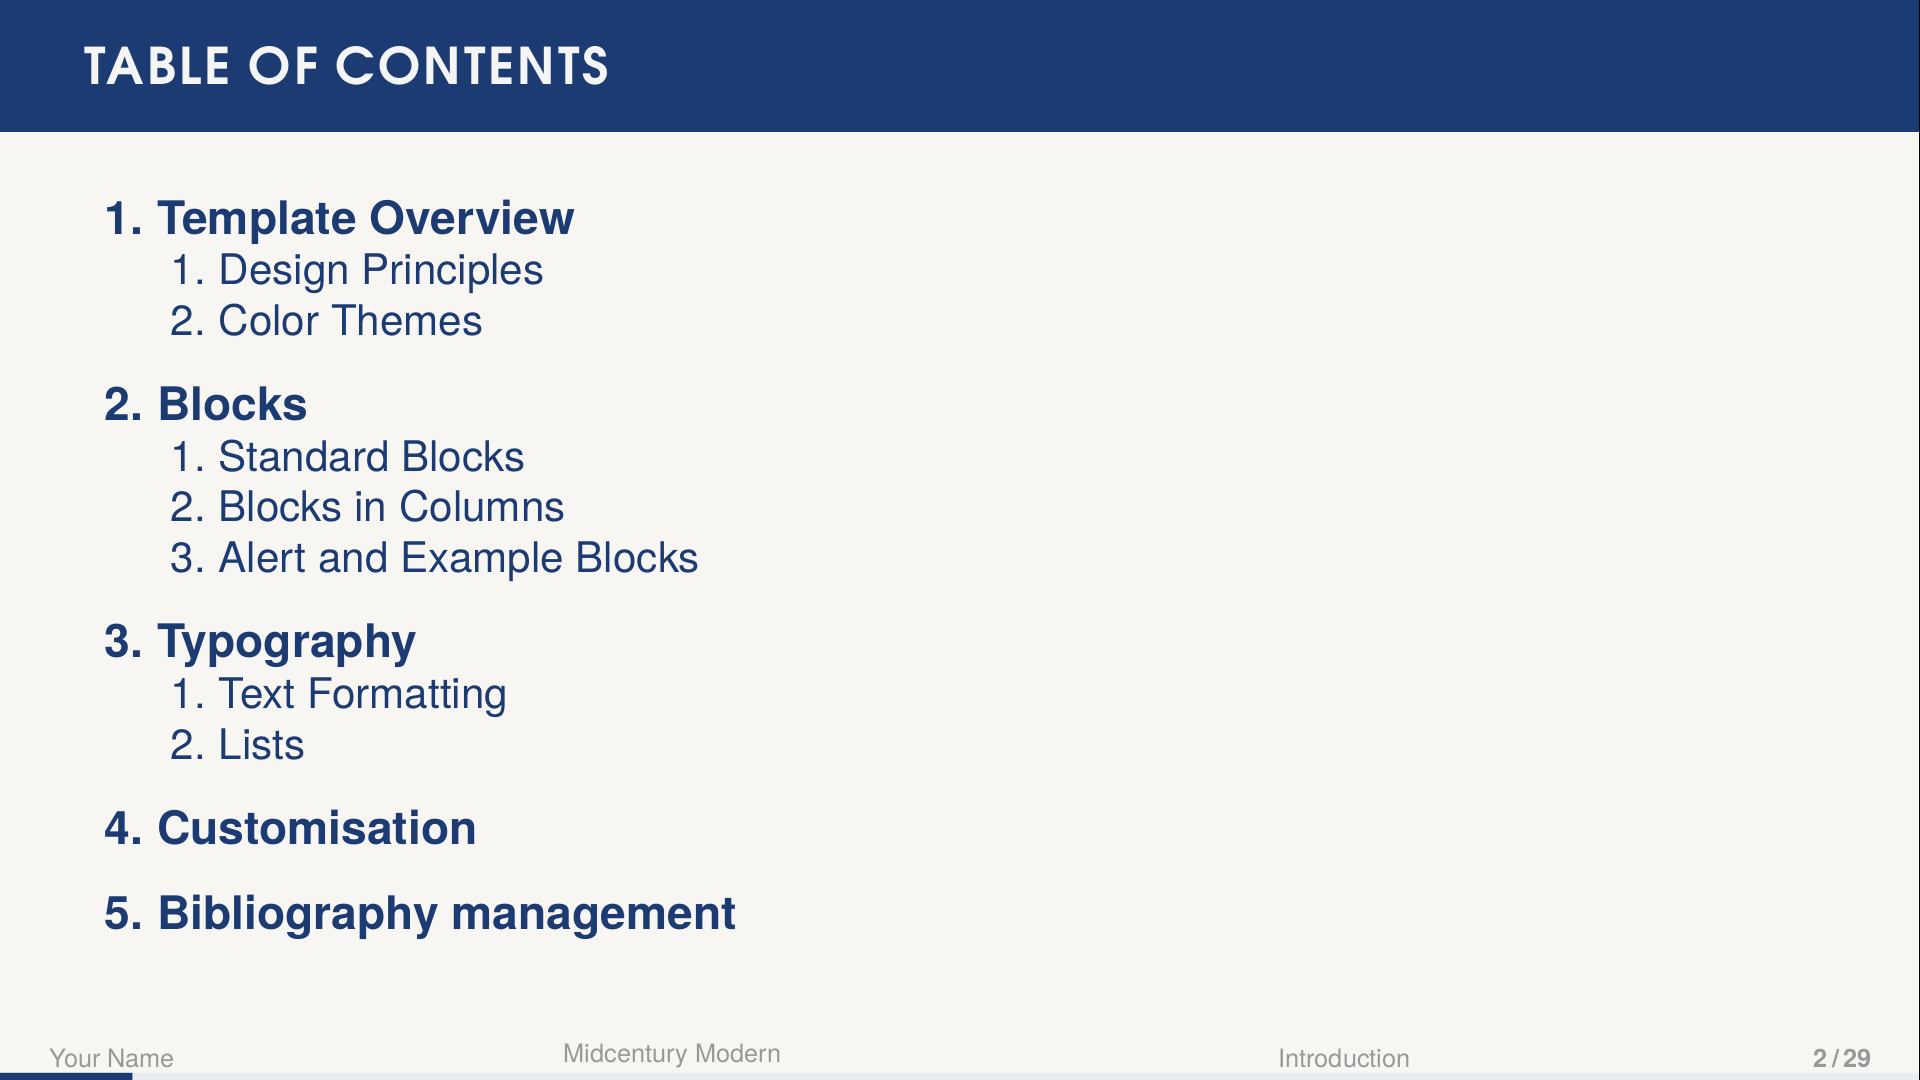 TABLE OF CONTENTS
1. Template Overview
1. Design Principles
2. Color Themes
2. Blocks
1. Standard Blocks
2. Blocks in Columns
3. Alert and Example Blocks
3. Typography
1. Text Formatting
2. Lists
4. Customisation
5. Bibliography management
Your Name Midcentury Modern Introduction 2 / 29